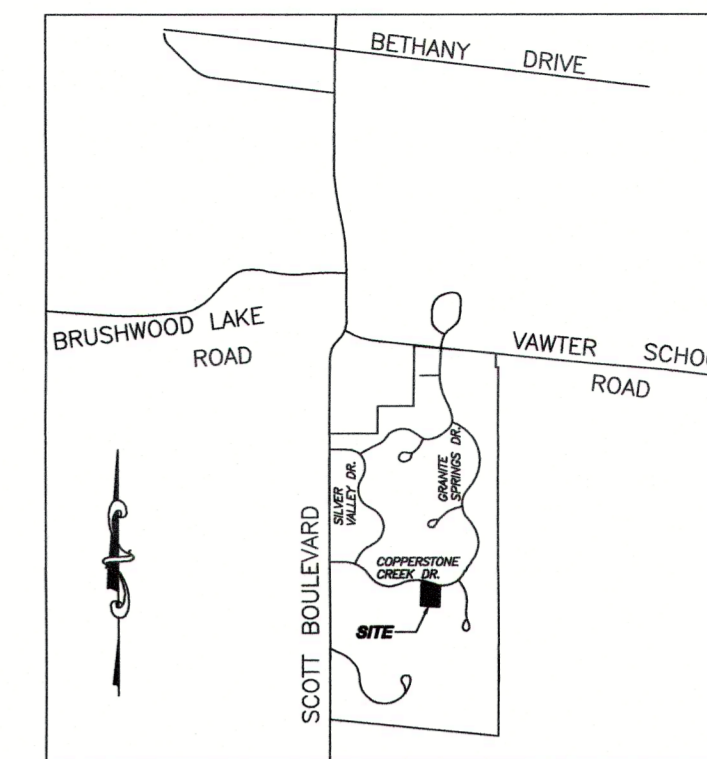 BETHANY DRIVE
BRUSHWOOD LAKE
ROAD
VAWTER SCHO
ROAD
GRANITE
SPRINGS DR.
SILVER
VALLEY DR.
COPPERSTONE
CREEK DR.
SITE
SCOTT BOULEVARD